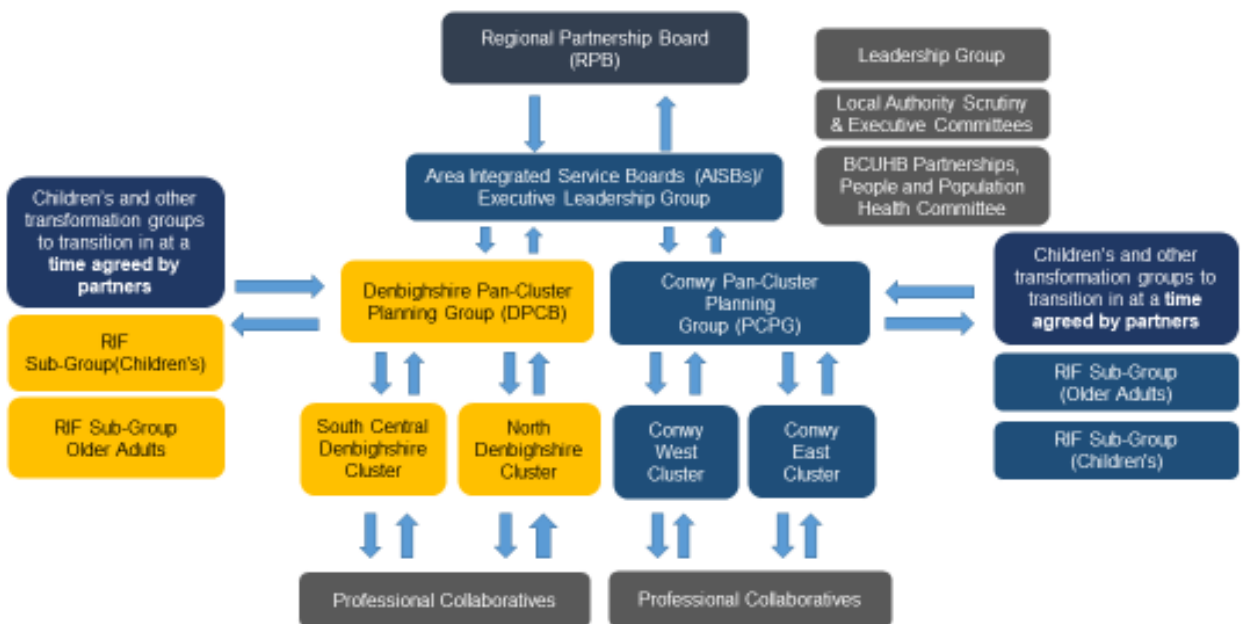 Regional Partnership Board
(RPB)
Leadership Group
Local Authority Scrutiny
& Executive Committees
BCUHB Partnerships,
People and Population
Health Committee
Area Integrated Service Boards (AISBs)/
Executive Leadership Group
Children's and other
transformation groups
to transition in at a
time agreed by
partners
RIF
Sub-Group(Children's)
RIF Sub-Group
Older Adults
Denbighshire Pan-Cluster
Planning Group (DPCB)
Conwy Pan-Cluster
Planning
Group (PCPG)
Children's and other
transformation groups to
transition in at a time
agreed by partners
RIF Sub-Group
(Older Adults)
RIF Sub-Group
(Children's)
South Central
Denbighshire
Cluster
North
Denbighshire
Cluster
Conwy
West
Cluster
Conwy
East
Cluster
Professional Collaboratives
Professional Collaboratives